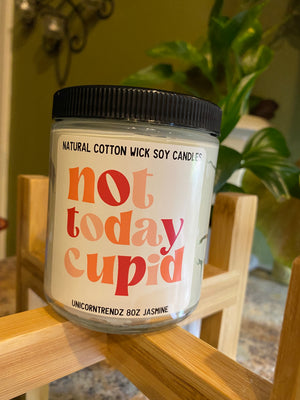 NATURAL COTTON WICK SOY CANDLES
not
today
cupid
UNICORNTRENDZ 8OZ JASMINE